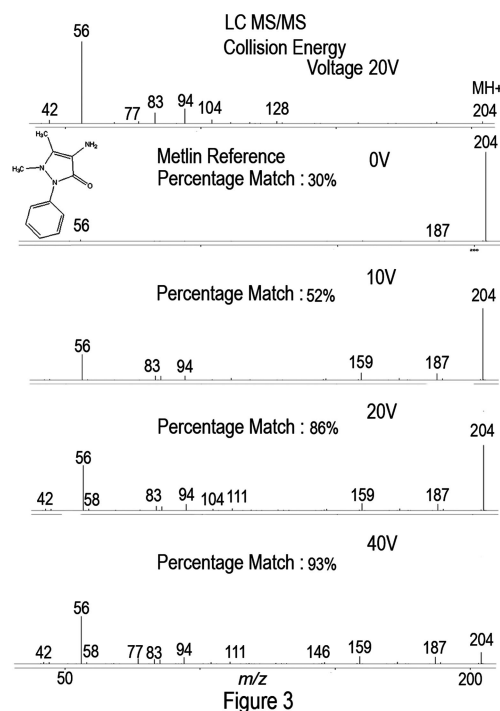 LC MS/MS
Collision Energy
Voltage 20V
56
42
77
83
94
104
128
MH+
204
H₃C
NH₂
H₃C
N
N
O
Metlin Reference
Percentage Match : 30%
0V
204
56
187
10V
Percentage Match : 52%
204
56
83
94
159
187
20V
Percentage Match : 86%
204
56
42
58
83
94
104
111
159
187
40V
Percentage Match : 93%
56
42
58
77
83
94
111
146
159
187
204
50
m/z
200
Figure 3